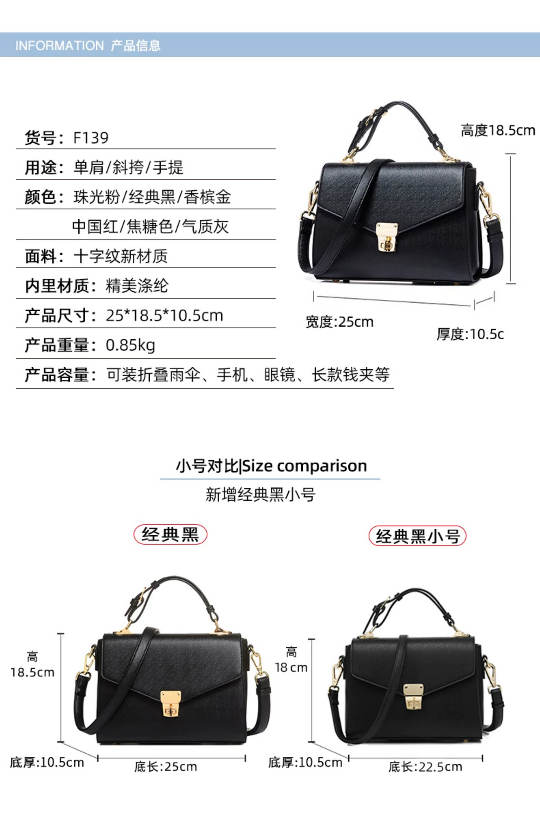 INFORMATION 产品信息
货号：F139
用途：单肩/斜挎/手提
颜色：珠光粉/经典黑/香槟金
中国红/焦糖色/气质灰
面料：十字纹新材质
内里材质：精美涤纶
产品尺寸：25*18.5*10.5cm
产品重量：0.85kg
产品容量：可装折叠雨伞、手机、眼镜、长款钱夹等
高度18.5cm
宽度:25cm
厚度:10.5c
小号对比|Size comparison
新增经典黑小号
经典黑
经典黑小号
高
18.5cm
底厚:10.5cm
底长:25cm
高
18cm
底厚:10.5cm
底长:22.5cm